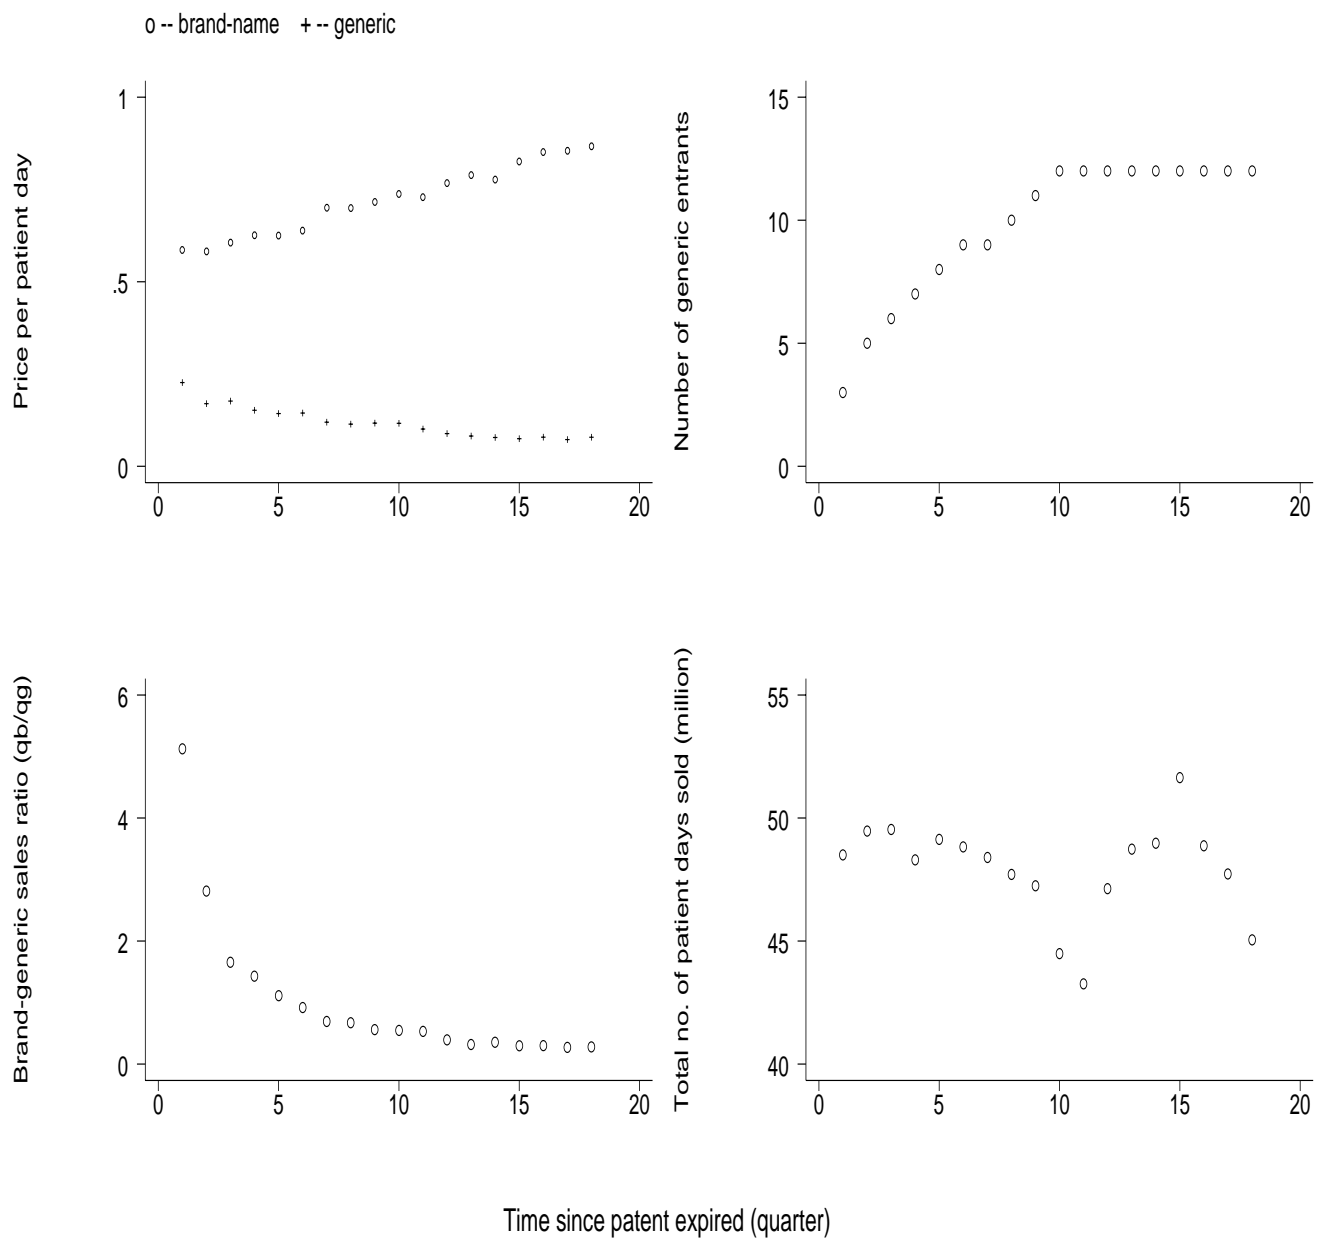 o -- brand-name + -- generic
Price per patient day
1
.5
0
0 5 10 15 20
Number of generic entrants
15
10
5
0
0 5 10 15 20
Brand-generic sales ratio (qb/qg)
6
4
2
0
0 5 10 15 20
Total no. of patient days sold (million)
55
50
45
40
0 5 10 15 20
Time since patent expired (quarter)